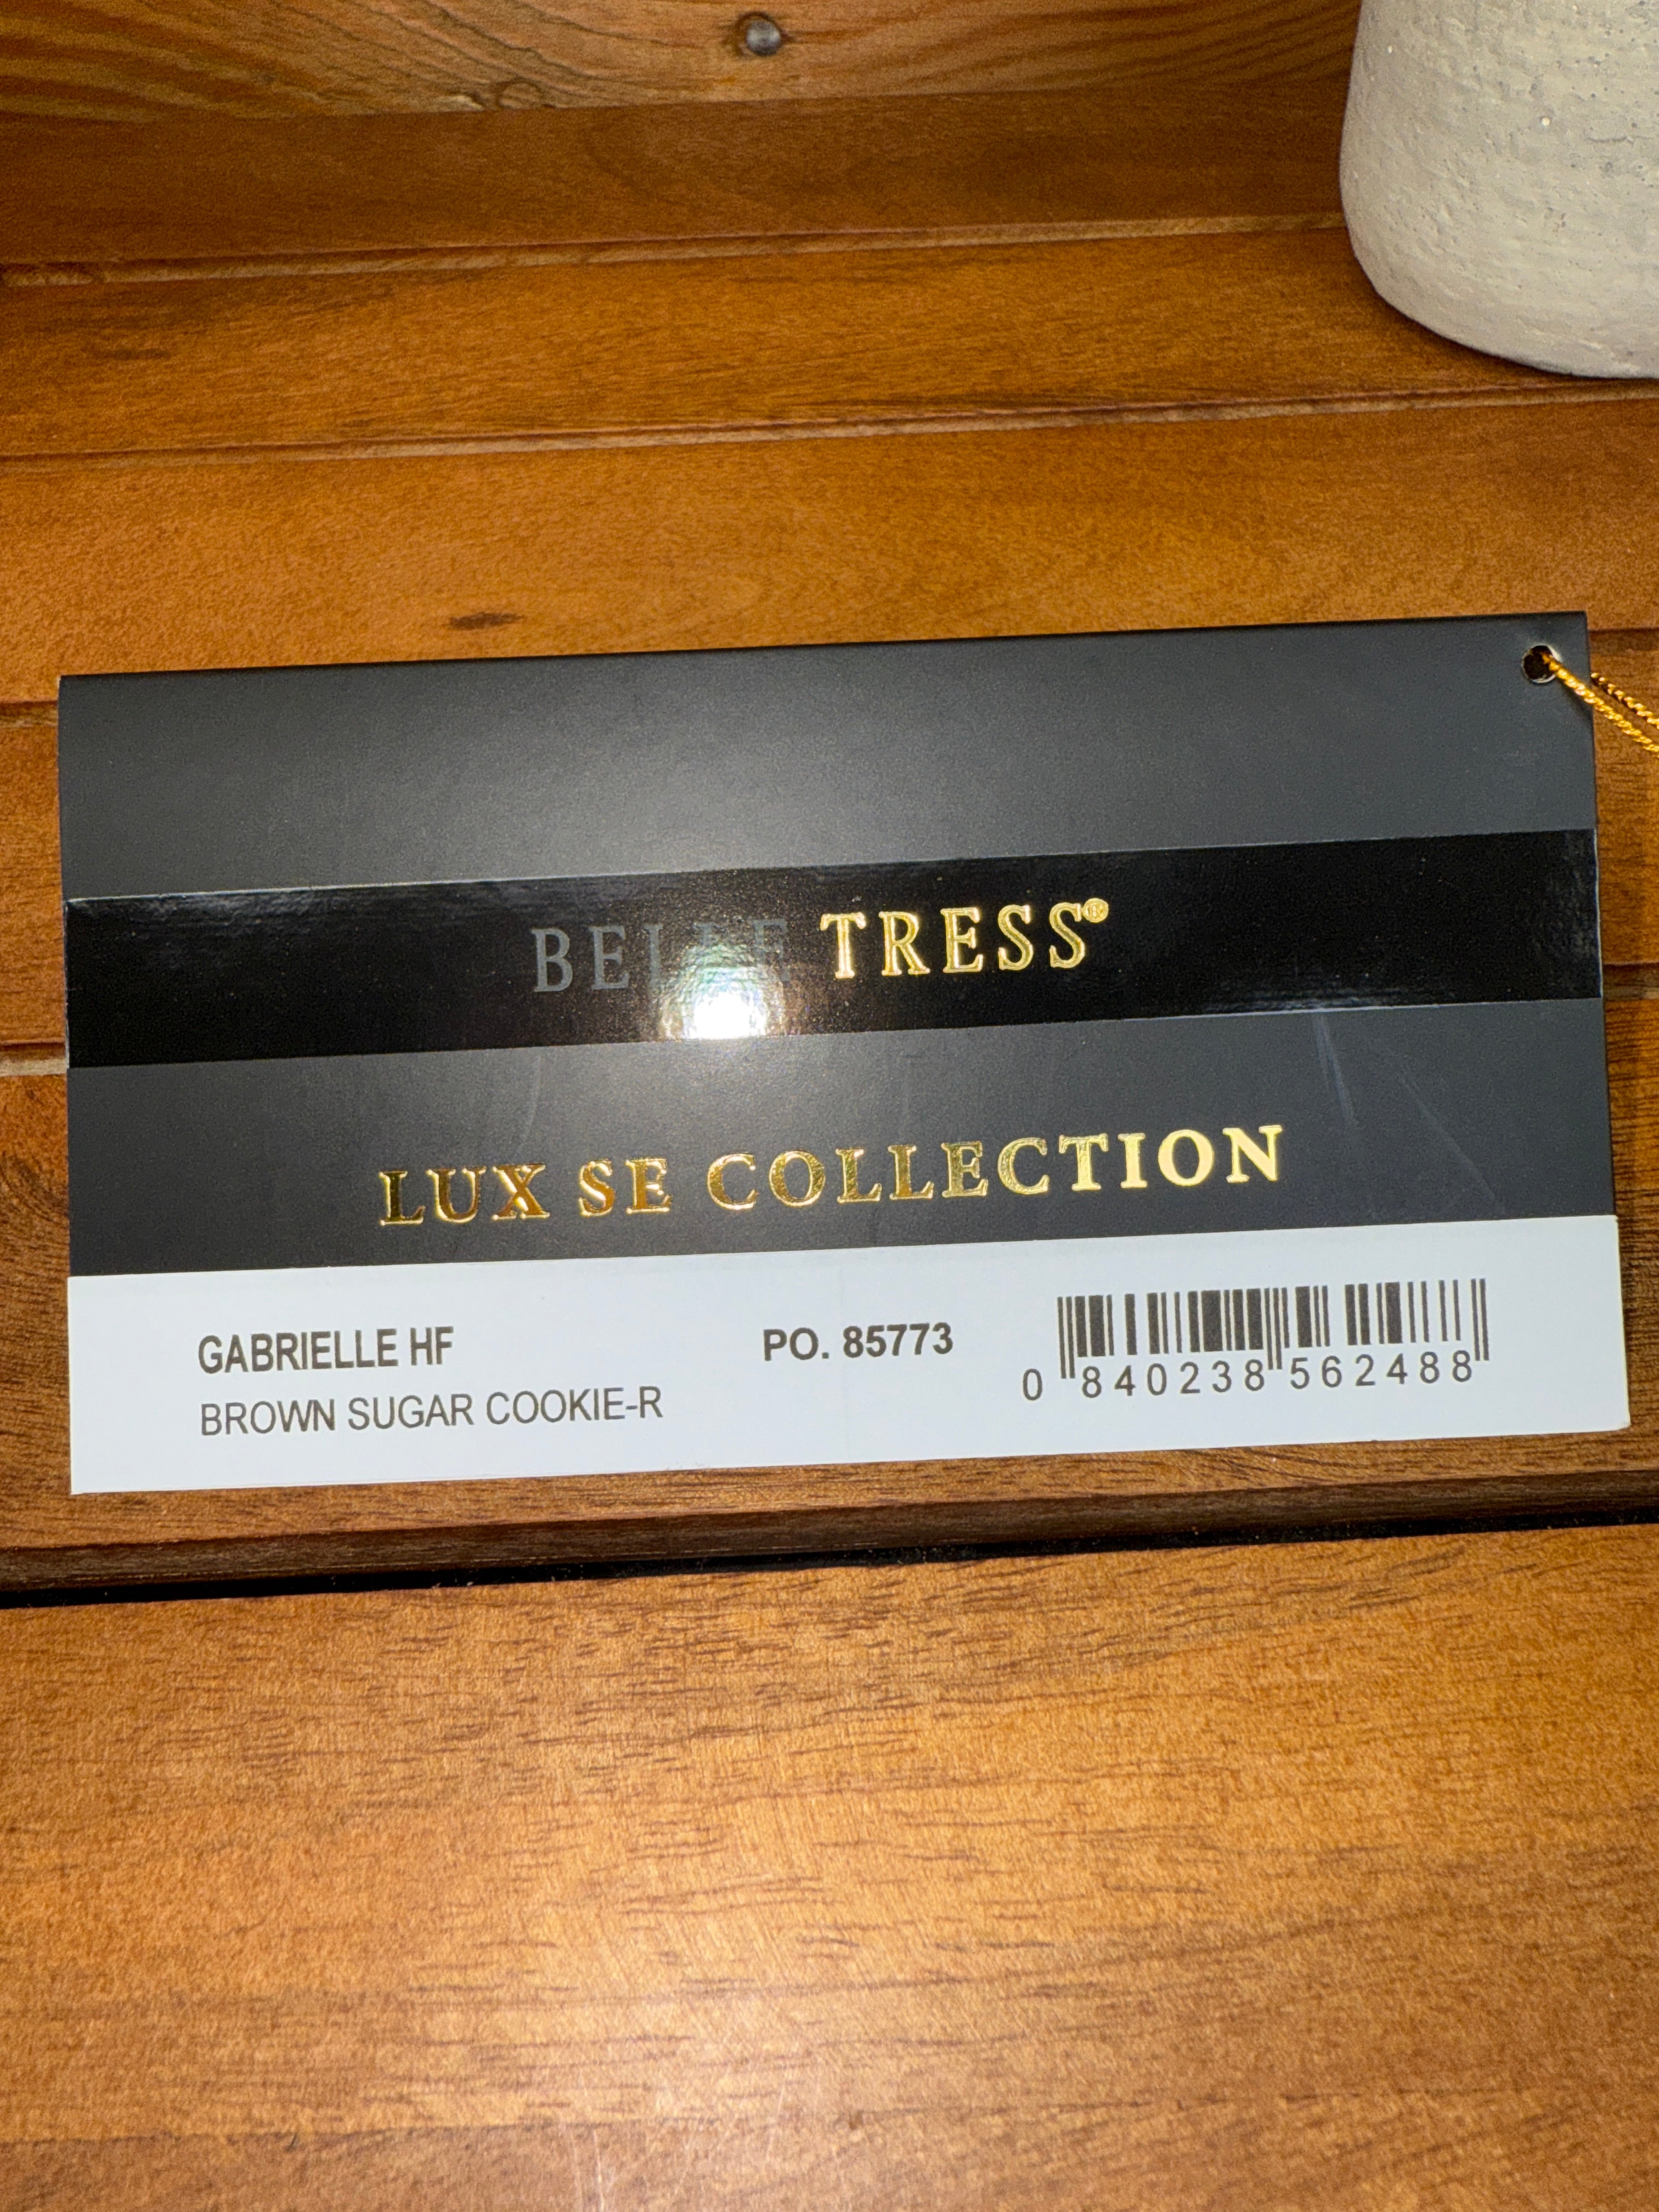 BELLE TRESS®
LUX SE COLLECTION
GABRIELLE HF
BROWN SUGAR COOKIE-R
PO. 85773
0 840238 562488